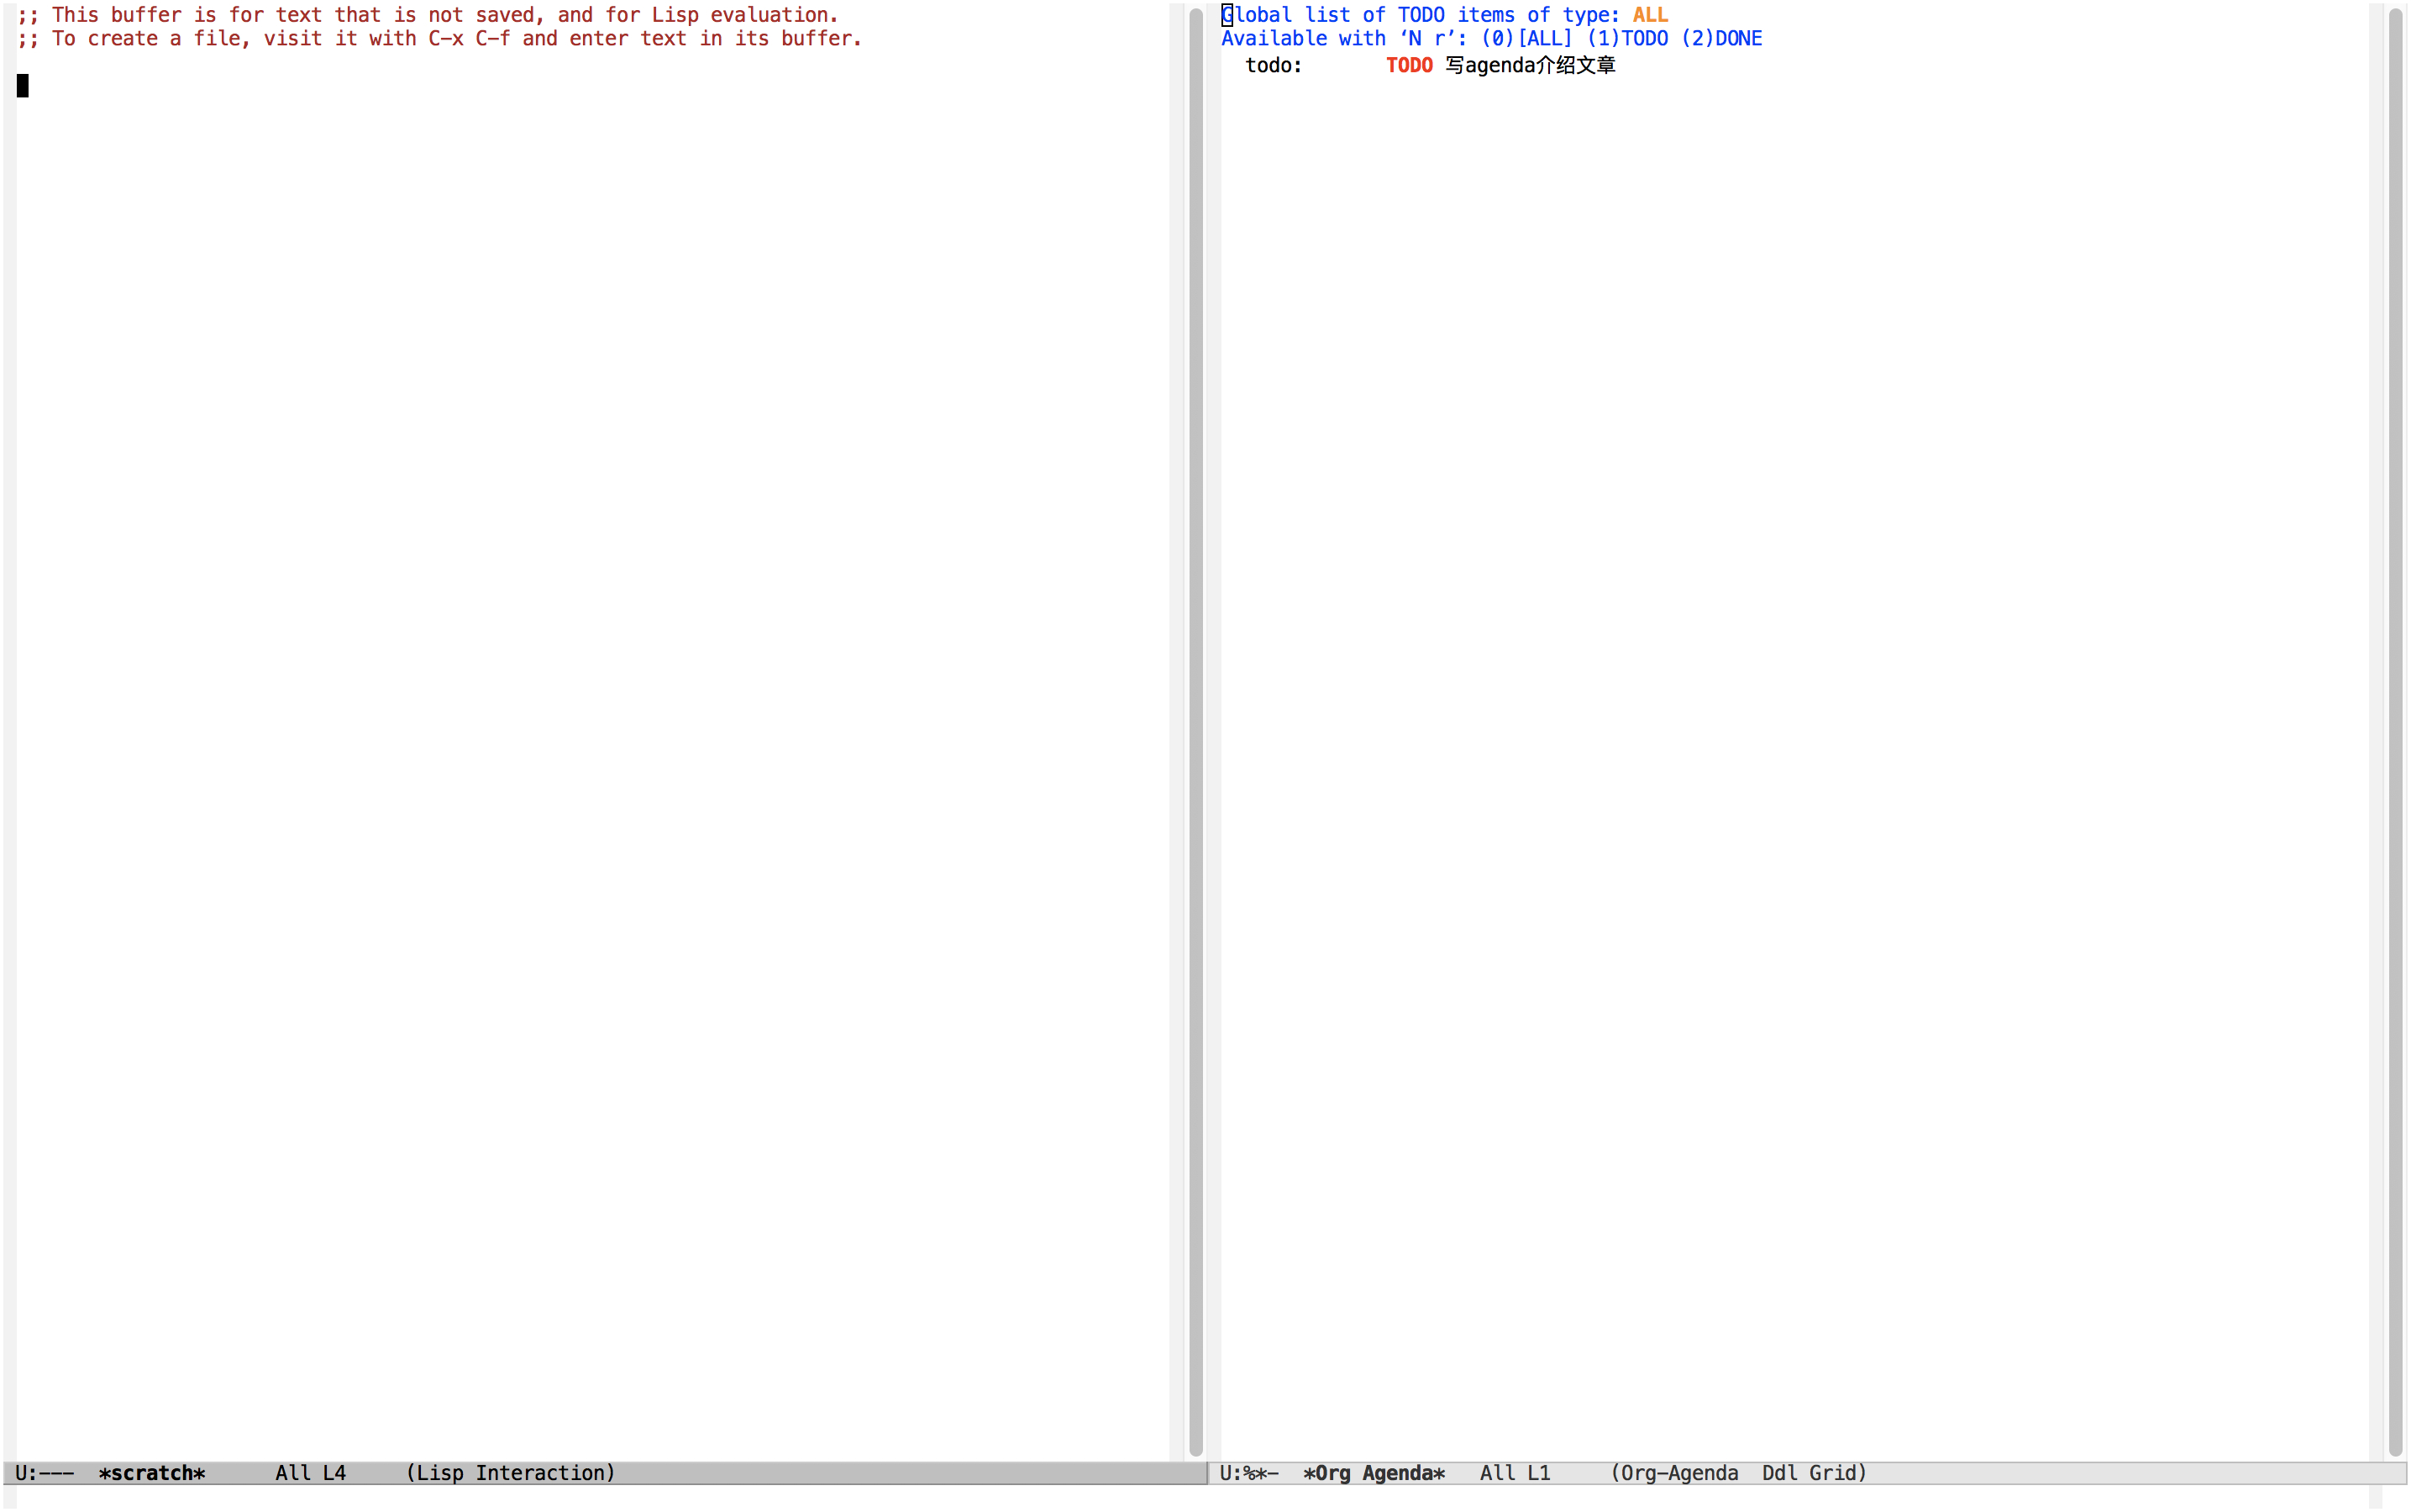 ;; This buffer is for text that is not saved, and for Lisp evaluation.
;; To create a file, visit it with C-x C-f and enter text in its buffer.
U:--- *scratch* All L4 (Lisp Interaction)
Global list of TODO items of type: ALL
Available with ‘N r’: (0)[ALL] (1)TODO (2)DONE
todo: TODO 写agenda介绍文章
U:%*- *Org Agenda* All L1 (Org-Agenda Ddl Grid)